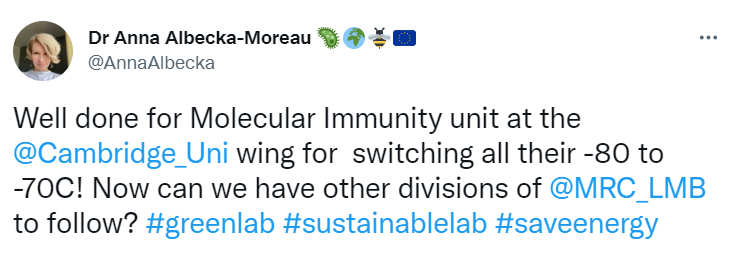 Dr Anna Albecka-Moreau 🦠🌍🐝🇪🇺
@AnnaAlbecka
Well done for Molecular Immunity unit at the
@Cambridge_Uni wing for  switching all their -80 to
-70C! Now can we have other divisions of @MRC_LMB
to follow? #greenlab #sustainablelab #saveenergy